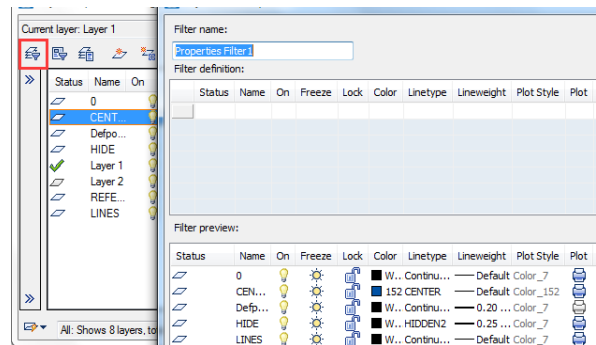 Current layer: Layer 1
Status Name On
0
CENT...
Defpo...
HIDE
Layer 1
Layer 2
REFE...
LINES
All: Shows 8 layers, to
Filter name:
Properties Filter1
Filter definition:
Status Name On Freeze Lock Color Linetype Lineweight Plot Style Plot
Filter preview:
Status Name On Freeze Lock Color Linetype Lineweight Plot Style Plot
0 W... Continu... Default Color_7
CEN... 152 CENTER Default Color_152
Defp... W... Continu... 0.20 ... Color_7
HIDE W... HIDDEN2 0.25 ... Color_7
LINES W... Continu... Default Color_7